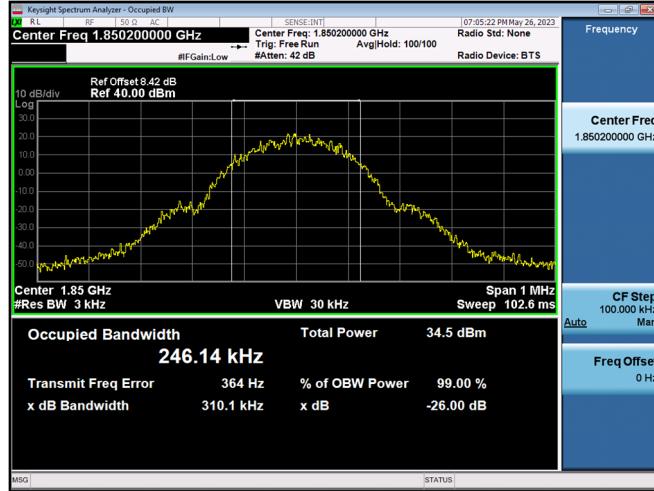 Keysight Spectrum Analyzer - Occupied BW
LXI RL RF 50 Ω AC SENSE:INT 07:05:22 PM May 26, 2023
Center Freq 1.850200000 GHz
Center Freq: 1.850200000 GHz Radio Std: None
Trig: Free Run Avg|Hold: 100/100
#IFGain:Low #Atten: 42 dB Radio Device: BTS
Ref Offset 8.42 dB
10 dB/div Ref 40.00 dBm
Log
30.0
20.0
10.0
0.00
-10.0
-20.0
-30.0
-40.0
-50.0
Center 1.85 GHz Span 1 MHz
#Res BW 3 kHz VBW 30 kHz Sweep 102.6 ms
Occupied Bandwidth Total Power 34.5 dBm
246.14 kHz
Transmit Freq Error 364 Hz % of OBW Power 99.00 %
x dB Bandwidth 310.1 kHz x dB -26.00 dB
MSG STATUS
Frequency
Center Freq
1.850200000 GHz
CF Step
100.000 kHz
Auto Man
Freq Offset
0 Hz